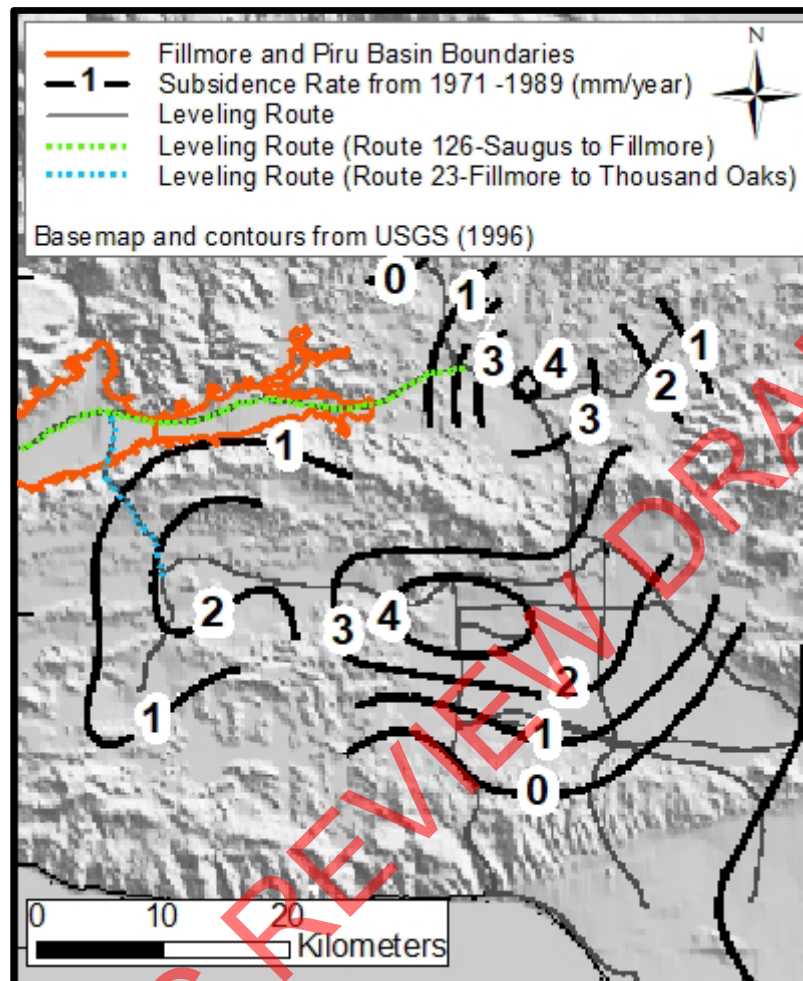 N
Fillmore and Piru Basin Boundaries
1 Subsidence Rate from 1971 -1989 (mm/year)
Leveling Route
Leveling Route (Route 126-Saugus to Fillmore)
Leveling Route (Route 23-Fillmore to Thousand Oaks)
Basemap and contours from USGS (1996)
0
1
3
4
1
2
3
1
2
3
4
2
1
1
0
REVIEW DRA
0 10 20
Kilometers